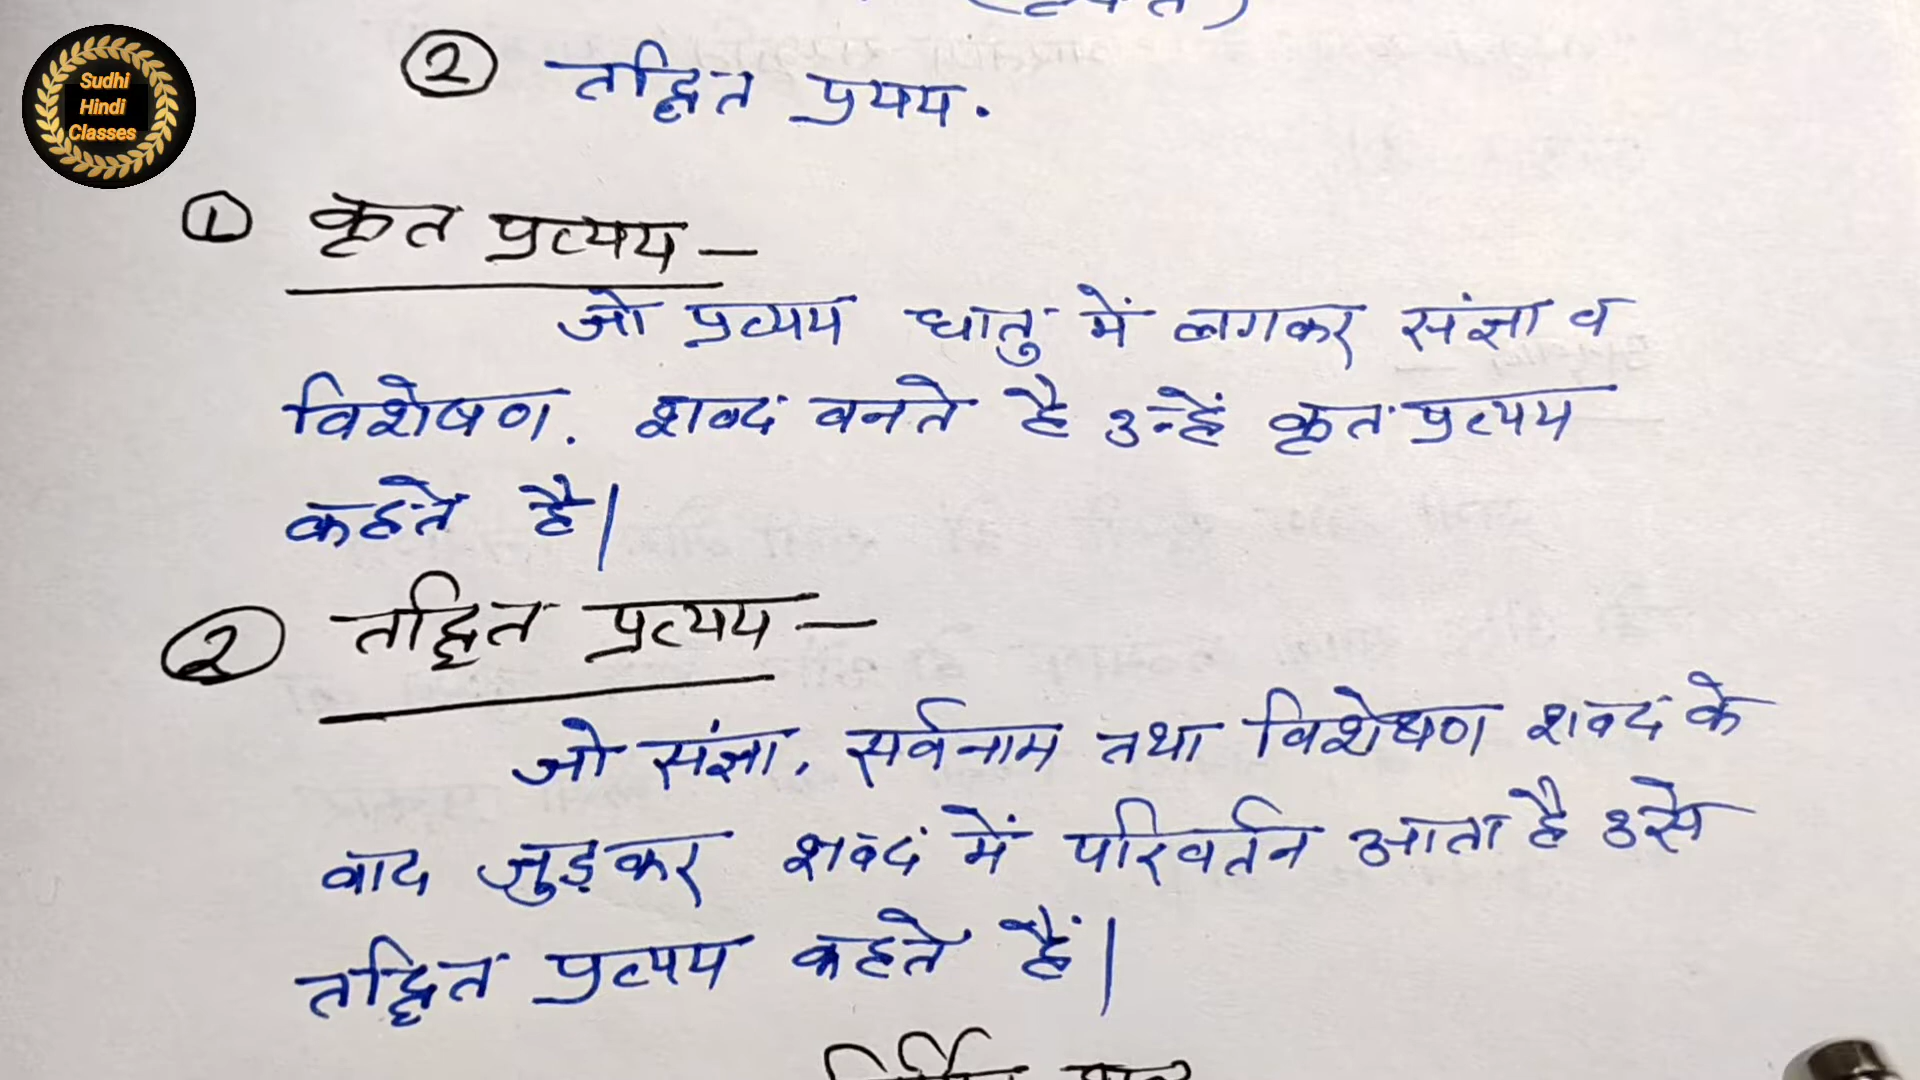 Sudhi
Hindi
Classes
② तद्धित प्रयय.
① कृत प्रत्यय —
जो प्रत्यय धातु में लगकर संज्ञा व
विशेषण. शब्द बनते है उन्हें कृत प्रत्यय
कहते है।
② तद्धित प्रत्यय —
जो संज्ञा, सर्वनाम तथा विशेषण शब्द के
बाद जुड़कर शब्द में परिवर्तन आता है उसे
तद्धित प्रत्यय कहते हैं।